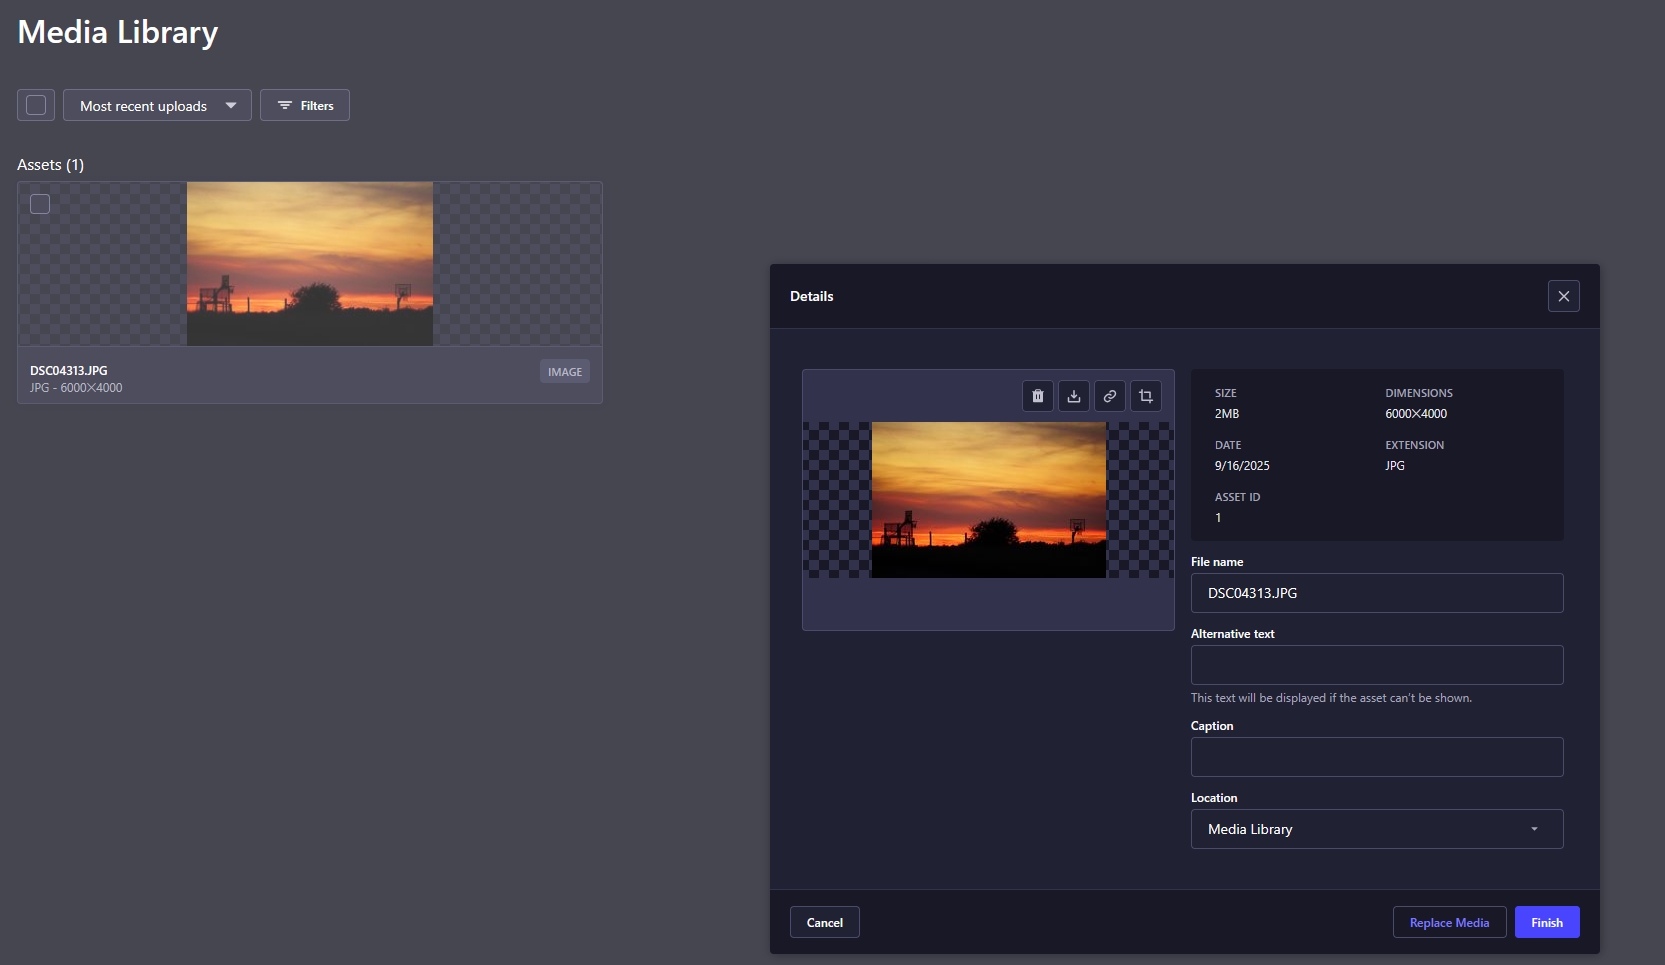 Media Library
Most recent uploads
Filters
Assets (1)
DSC04313.JPG
JPG - 6000✕4000
IMAGE
Details
SIZE
2MB
DIMENSIONS
6000✕4000
DATE
9/16/2025
EXTENSION
JPG
ASSET ID
1
File name
DSC04313.JPG
Alternative text
This text will be displayed if the asset can't be shown.
Caption
Location
Media Library
Cancel
Replace Media
Finish